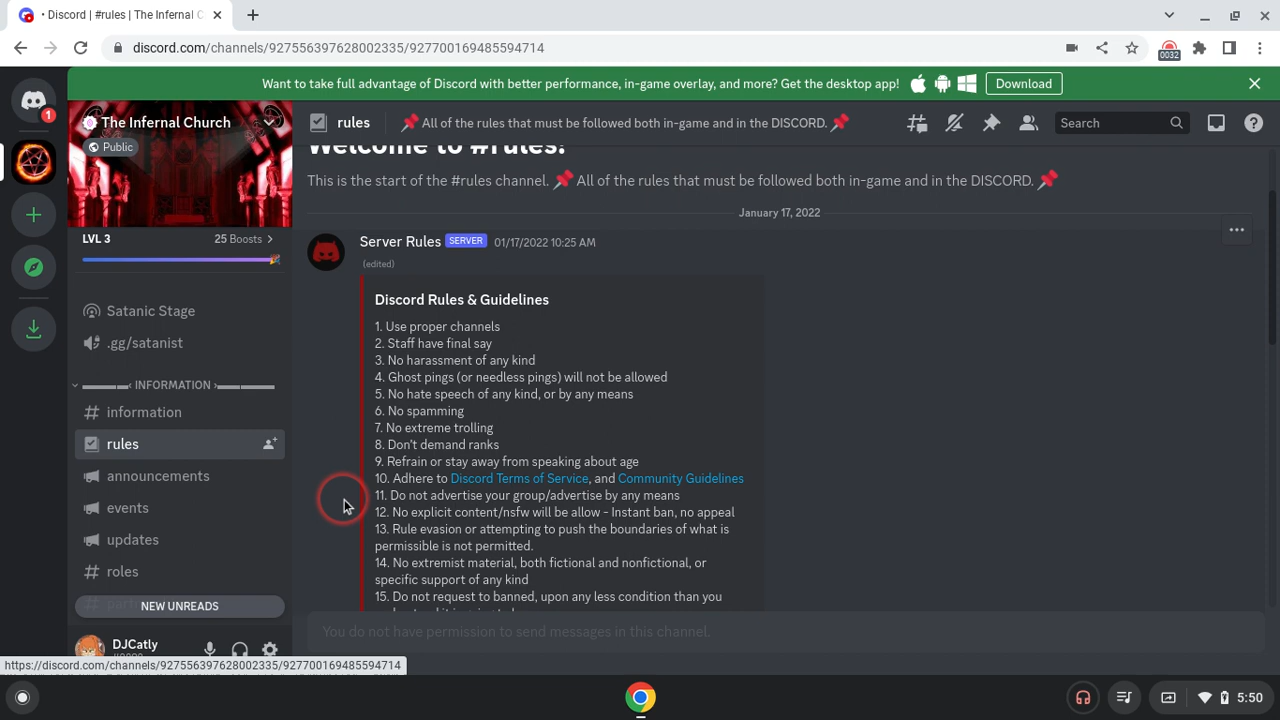 • Discord | #rules | The Infernal C
discord.com/channels/927556397628002335/927700169485594714
0032
Want to take full advantage of Discord with better performance, in-game overlay, and more? Get the desktop app!
Download
1
The Infernal Church
Public
LVL 3
25 Boosts
Satanic Stage
.gg/satanist
INFORMATION
information
rules
announcements
events
updates
roles
NEW UNREADS
DJCatly
rules
📌 All of the rules that must be followed both in-game and in the DISCORD. 📌
Search
Welcome to #rules!
This is the start of the #rules channel. 📌 All of the rules that must be followed both in-game and in the DISCORD. 📌
January 17, 2022
Server Rules SERVER 01/17/2022 10:25 AM
(edited)
Discord Rules & Guidelines
1. Use proper channels
2. Staff have final say
3. No harassment of any kind
4. Ghost pings (or needless pings) will not be allowed
5. No hate speech of any kind, or by any means
6. No spamming
7. No extreme trolling
8. Don't demand ranks
9. Refrain or stay away from speaking about age
10. Adhere to Discord Terms of Service, and Community Guidelines
11. Do not advertise your group/advertise by any means
12. No explicit content/nsfw will be allow - Instant ban, no appeal
13. Rule evasion or attempting to push the boundaries of what is
permissible is not permitted.
14. No extremist material, both fictional and nonfictional, or
specific support of any kind
15. Do not request to banned, upon any less condition than you
You do not have permission to send messages in this channel.
https://discord.com/channels/927556397628002335/927700169485594714
5:50